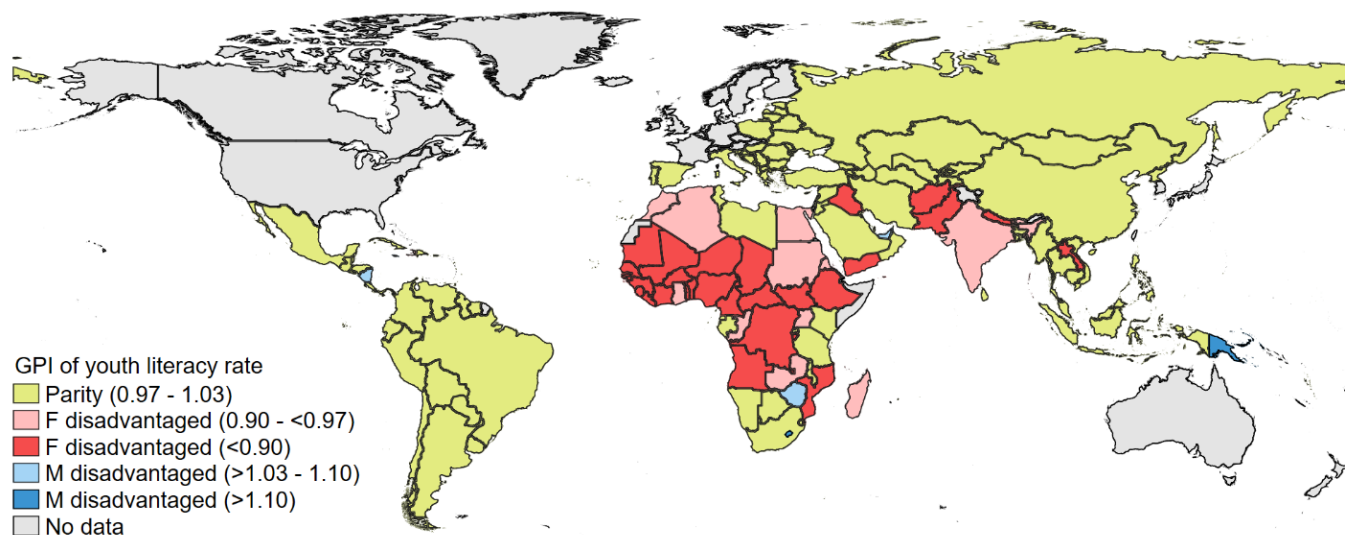 GPI of youth literacy rate
Parity (0.97 - 1.03)
F disadvantaged (0.90 - <0.97)
F disadvantaged (<0.90)
M disadvantaged (>1.03 - 1.10)
M disadvantaged (>1.10)
No data